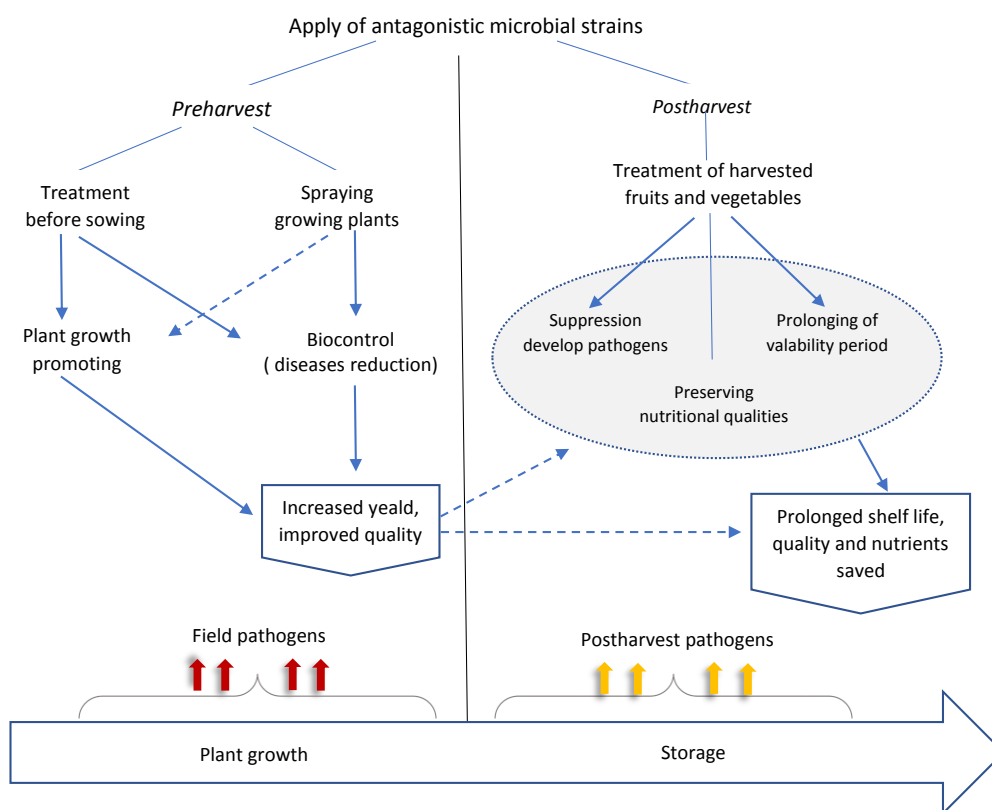 Apply of antagonistic microbial strains
Preharvest
Postharvest
Treatment
before sowing
Spraying
growing plants
Treatment of harvested
fruits and vegetables
Plant growth
promoting
Biocontrol
( diseases reduction)
Suppression
develop pathogens
Prolonging of
valability period
Preserving
nutritional qualities
Increased yeald,
improved quality
Prolonged shelf life,
quality and nutrients
saved
Field pathogens
Postharvest pathogens
Plant growth
Storage